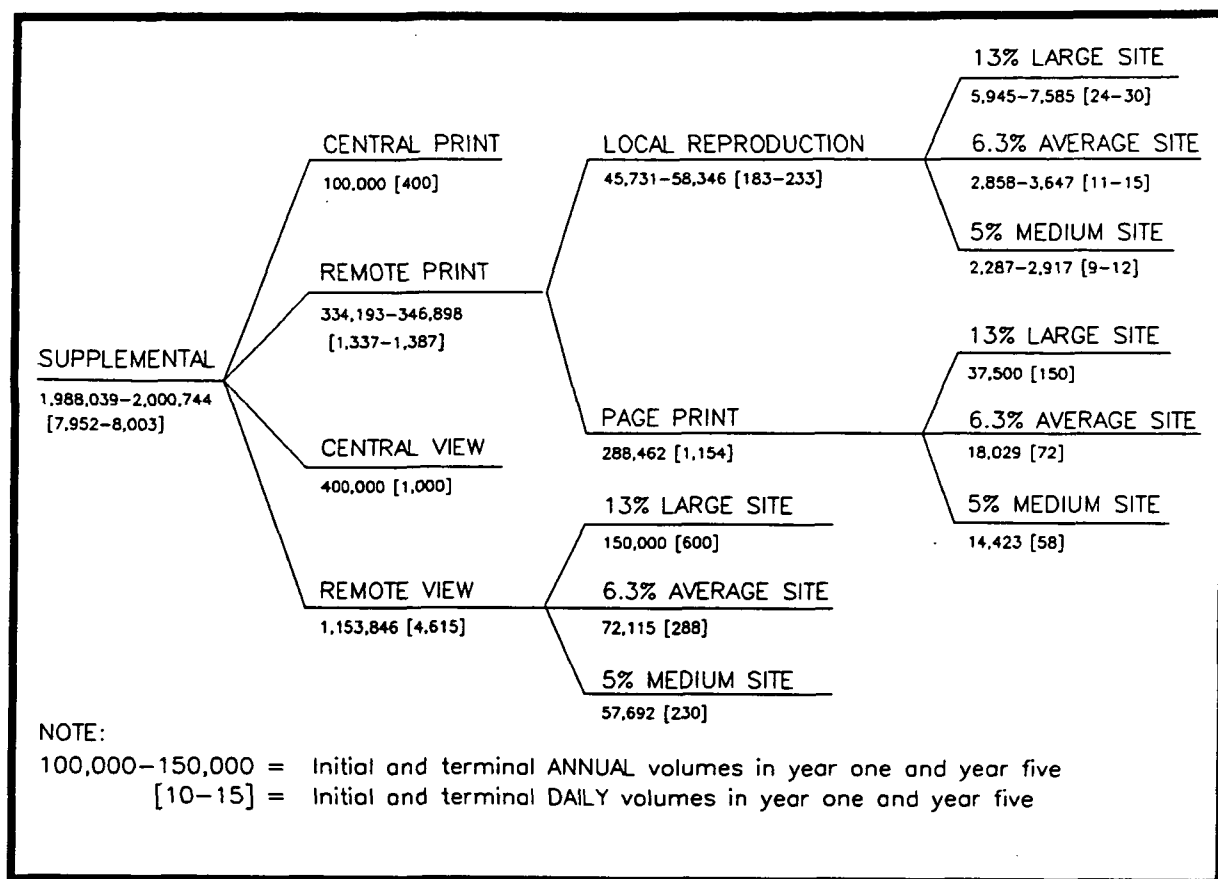 SUPPLEMENTAL
1,988,039–2,000,744
[7,952–8,003]
CENTRAL PRINT
100,000 [400]
REMOTE PRINT
334,193–346,898
[1,337–1,387]
CENTRAL VIEW
400,000 [1,000]
REMOTE VIEW
1,153,846 [4,615]
LOCAL REPRODUCTION
45,731–58,346 [183–233]
PAGE PRINT
288,462 [1,154]
13% LARGE SITE
150,000 [600]
6.3% AVERAGE SITE
72,115 [288]
5% MEDIUM SITE
57,692 [230]
13% LARGE SITE
5,945–7,585 [24–30]
6.3% AVERAGE SITE
2,858–3,647 [11–15]
5% MEDIUM SITE
2,287–2,917 [9–12]
13% LARGE SITE
37,500 [150]
6.3% AVERAGE SITE
18,029 [72]
5% MEDIUM SITE
14,423 [58]
NOTE:
100,000–150,000 = Initial and terminal ANNUAL volumes in year one and year five
[10–15] = Initial and terminal DAILY volumes in year one and year five